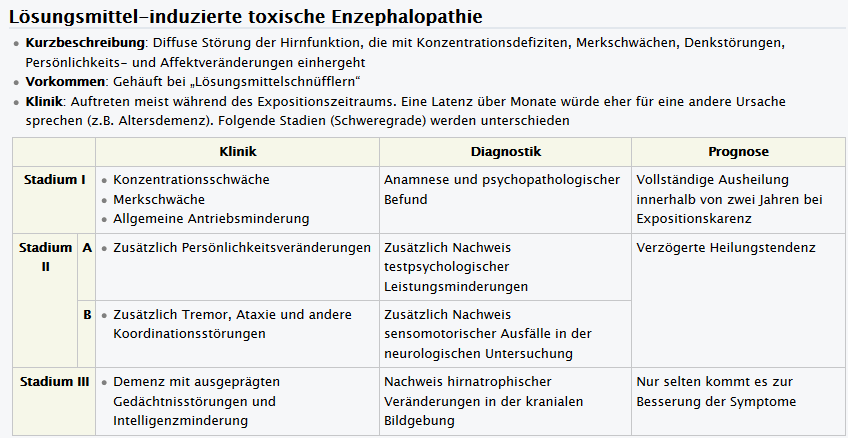 Lösungsmittel-induzierte toxische Enzephalopathie
Kurzbeschreibung: Diffuse Störung der Hirnfunktion, die mit Konzentrationsdefiziten, Merkschwächen, Denkstörungen,
Persönlichkeits- und Affektveränderungen einhergeht
Vorkommen: Gehäuft bei „Lösungsmittelschnüfflern“
Klinik: Auftreten meist während des Expositionszeitraums. Eine Latenz über Monate würde eher für eine andere Ursache
sprechen (z.B. Altersdemenz). Folgende Stadien (Schweregrade) werden unterschieden
Klinik
Diagnostik
Prognose
Stadium I
Konzentrationsschwäche
Merkschwäche
Allgemeine Antriebsminderung
Anamnese und psychopathologischer
Befund
Vollständige Ausheilung
innerhalb von zwei Jahren bei
Expositionskarenz
Stadium
II
A
Zusätzlich Persönlichkeitsveränderungen
Zusätzlich Nachweis
testpsychologischer
Leistungsminderungen
Verzögerte Heilungstendenz
B
Zusätzlich Tremor, Ataxie und andere
Koordinationsstörungen
Zusätzlich Nachweis
sensomotorischer Ausfälle in der
neurologischen Untersuchung
Stadium III
Demenz mit ausgeprägten
Gedächtnisstörungen und
Intelligenzminderung
Nachweis hirnatrophischer
Veränderungen in der kranialen
Bildgebung
Nur selten kommt es zur
Besserung der Symptome